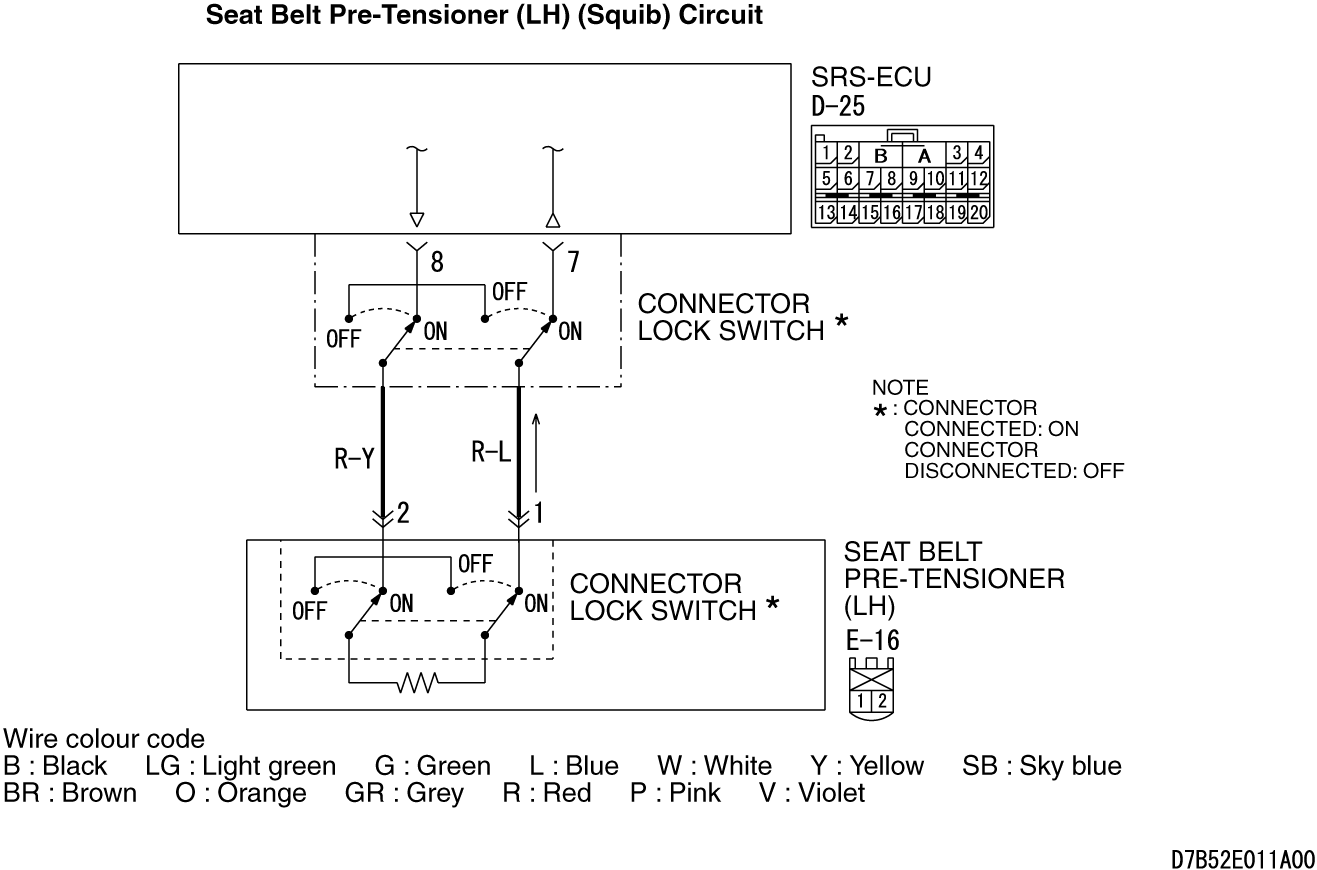 Seat Belt Pre-Tensioner (LH) (Squib) Circuit
SRS-ECU
D-25
1 2 B A 3 4
5 6 7 8 9 10 11 12
13 14 15 16 17 18 19 20
8
7
OFF
OFF
ON
ON
CONNECTOR
LOCK SWITCH *
NOTE
* : CONNECTOR
CONNECTED: ON
CONNECTOR
DISCONNECTED: OFF
R-Y
R-L
2
1
OFF
OFF
ON
ON
CONNECTOR
LOCK SWITCH *
SEAT BELT
PRE-TENSIONER
(LH)
E-16
1 2
Wire colour code
B : Black LG : Light green G : Green L : Blue W : White Y : Yellow SB : Sky blue
BR : Brown O : Orange GR : Grey R : Red P : Pink V : Violet
D7B52E011A00